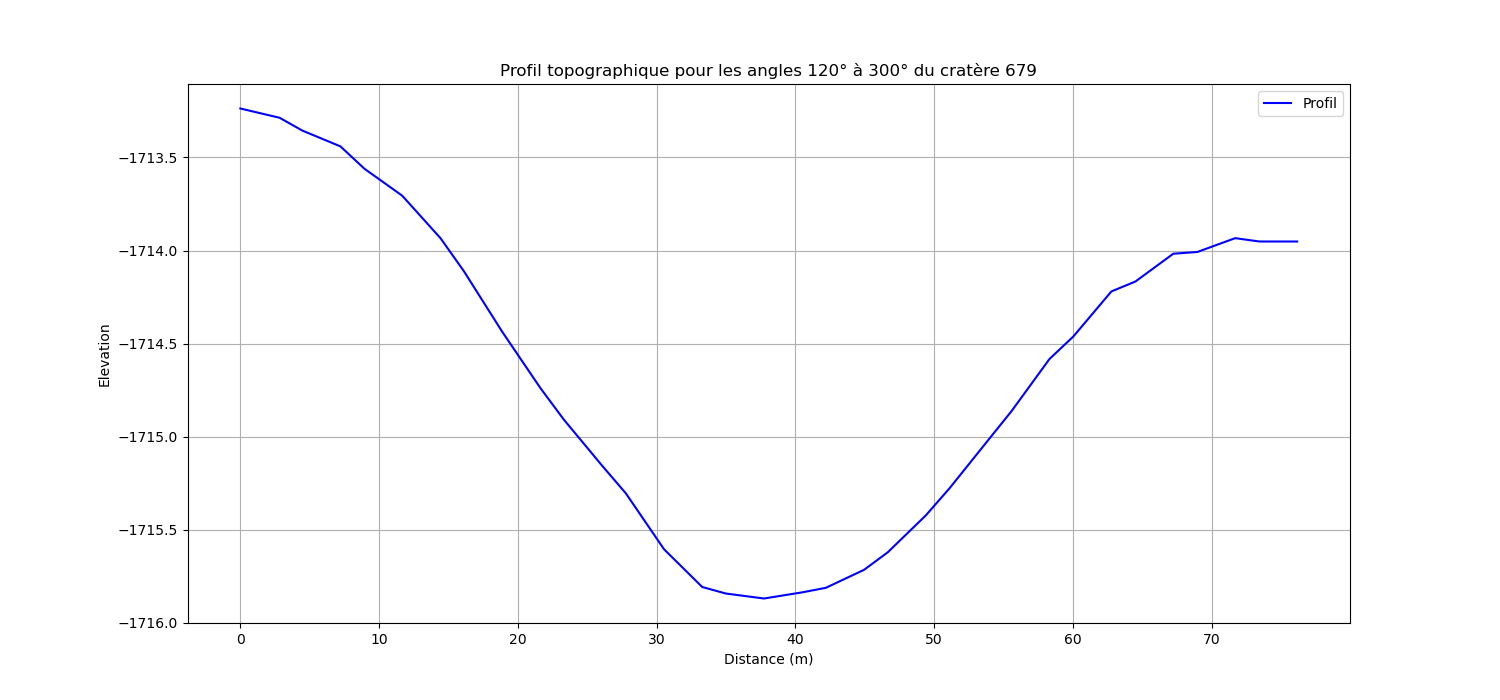 Profil topographique pour les angles 120° à 300° du cratère 679
Profil
−1713.5
−1714.0
−1714.5
−1715.0
−1715.5
−1716.0
Elevation
0 10 20 30 40 50 60 70
Distance (m)